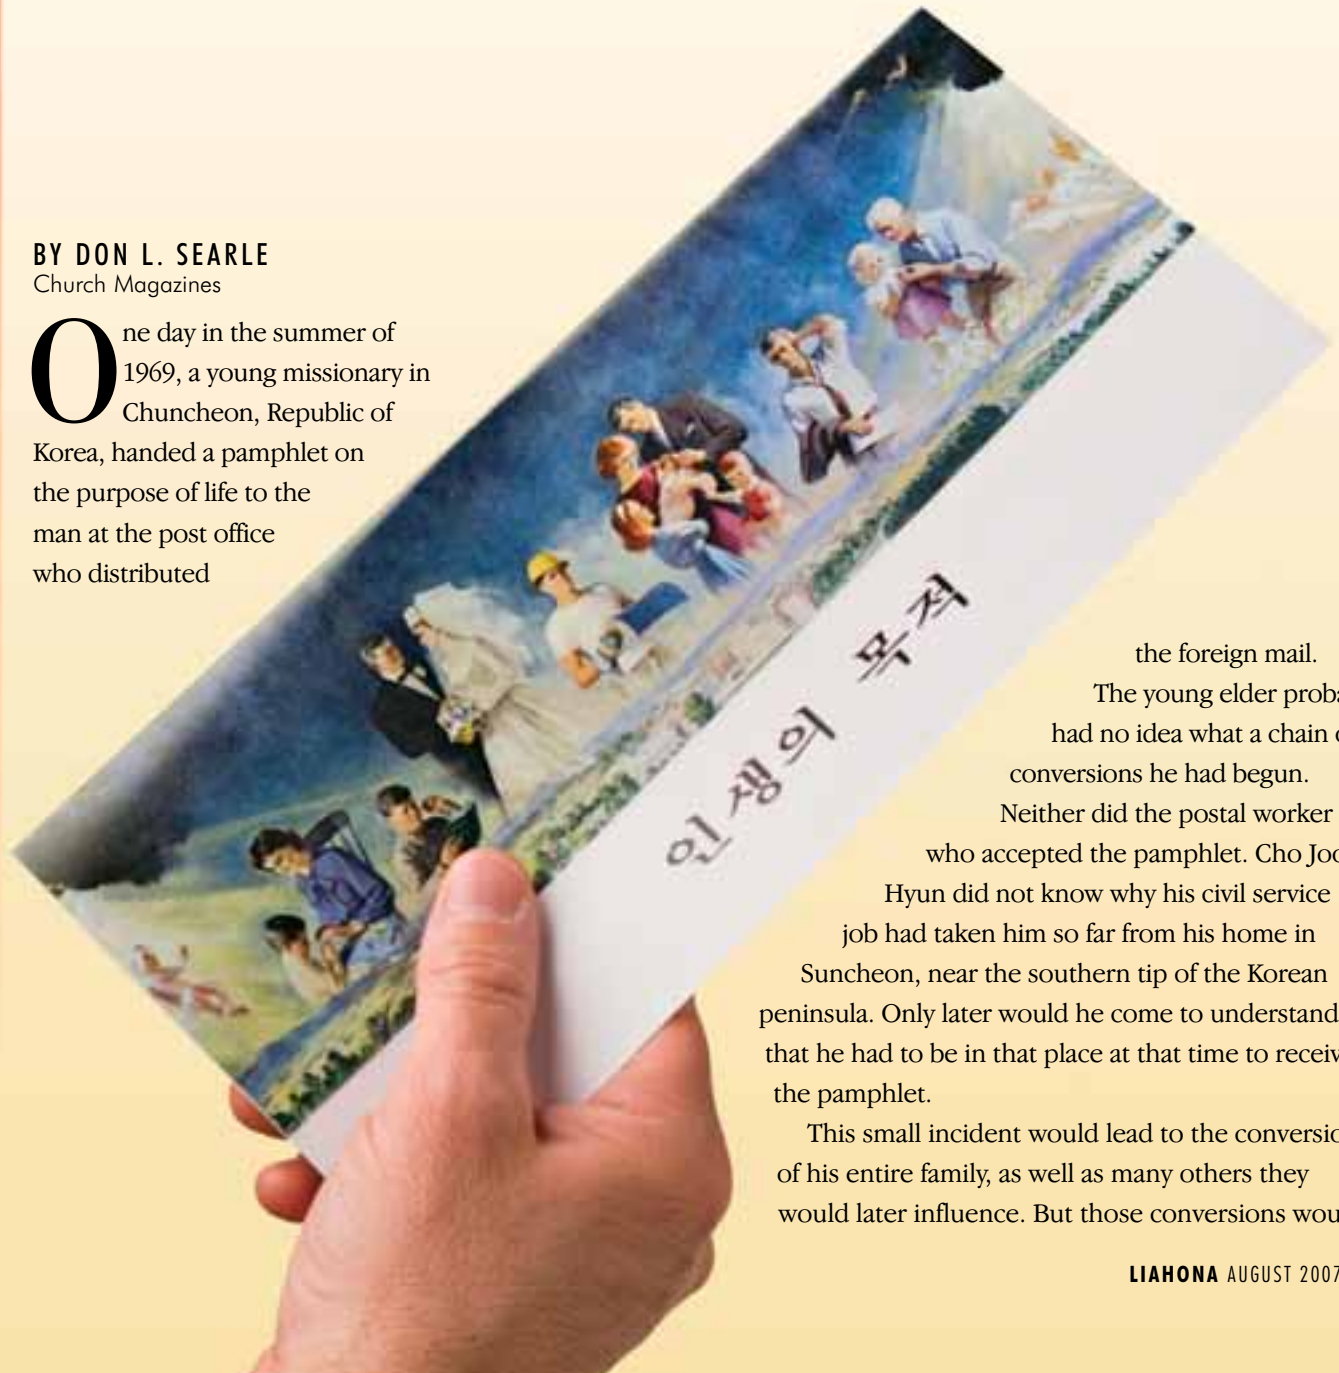 BY DON L. SEARLE
Church Magazines
One day in the summer of
1969, a young missionary in
Chuncheon, Republic of
Korea, handed a pamphlet on
the purpose of life to the
man at the post office
who distributed
인생의 목적
the foreign mail.
The young elder proba
had no idea what a chain o
conversions he had begun.
Neither did the postal worker
who accepted the pamphlet. Cho Joo
Hyun did not know why his civil service
job had taken him so far from his home in
Suncheon, near the southern tip of the Korean
peninsula. Only later would he come to understand
that he had to be in that place at that time to receiv
the pamphlet.
This small incident would lead to the conversio
of his entire family, as well as many others they
would later influence. But those conversions wou
LIAHONA AUGUST 2007